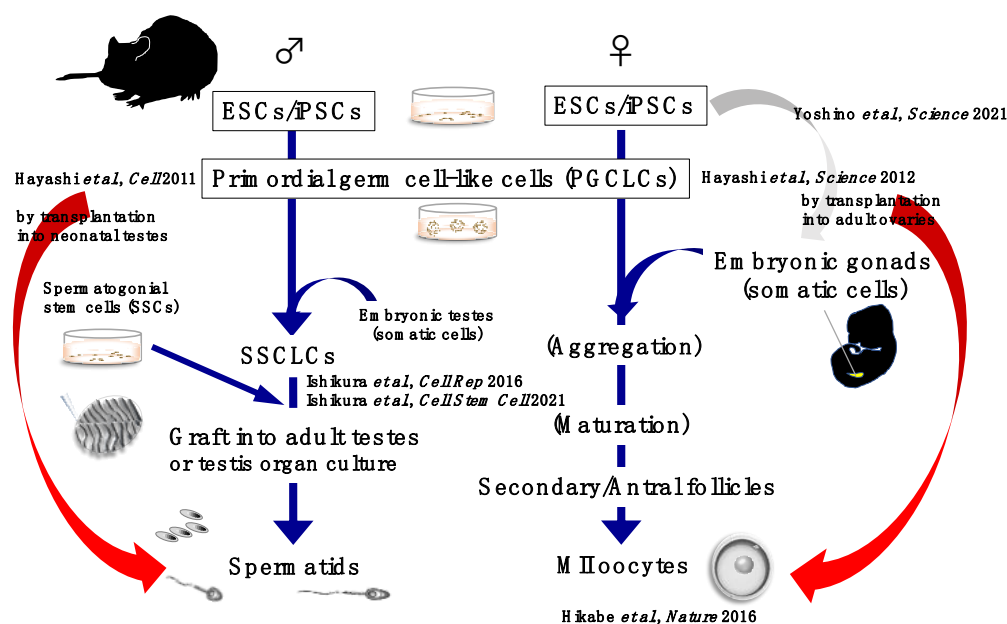 ♂ ♀
ESCs/iPSCs
ESCs/iPSCs
Yoshino et al, Science 2021
Hayashi et al, Cell 2011
Primordial germ cell-like cells (PGCLCs)
Hayashi et al, Science 2012
by transplantation
into neonatal testes
by transplantation
into adult ovaries
Embryonic gonads
(somatic cells)
Spermatogonial
stem cells (SSCs)
Embryonic testes
(somatic cells)
SSCLCs
(Aggregation)
Ishikura et al, Cell Rep 2016
Ishikura et al, Cell Stem Cell 2021
(Maturation)
Graft into adult testes
or testis organ culture
Secondary/Antral follicles
Spermatids
MII oocytes
Hikabe et al, Nature 2016